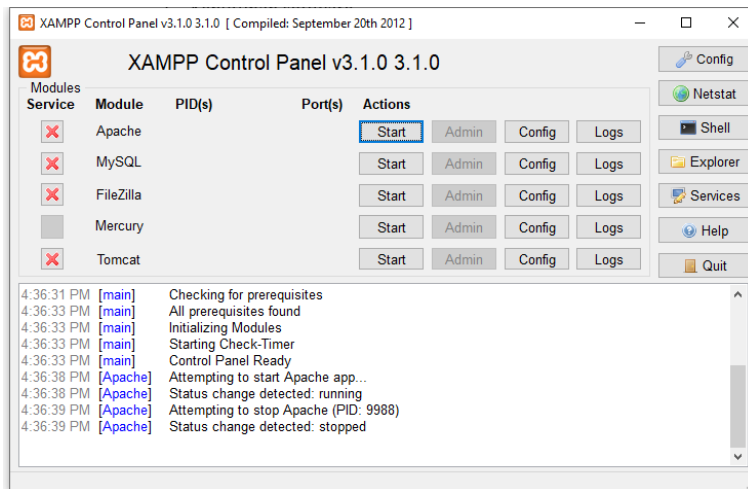 XAMPP Control Panel v3.1.0 3.1.0 [ Compiled: September 20th 2012 ]
XAMPP Control Panel v3.1.0 3.1.0
Config
Modules
Netstat
Service Module PID(s) Port(s) Actions
Apache Start Admin Config Logs
Shell
MySQL Start Admin Config Logs
Explorer
FileZilla Start Admin Config Logs
Services
Mercury Start Admin Config Logs
Help
Tomcat Start Admin Config Logs
Quit
4:36:31 PM [main] Checking for prerequisites
4:36:33 PM [main] All prerequisites found
4:36:33 PM [main] Initializing Modules
4:36:33 PM [main] Starting Check-Timer
4:36:33 PM [main] Control Panel Ready
4:36:38 PM [Apache] Attempting to start Apache app...
4:36:38 PM [Apache] Status change detected: running
4:36:39 PM [Apache] Attempting to stop Apache (PID: 9988)
4:36:39 PM [Apache] Status change detected: stopped